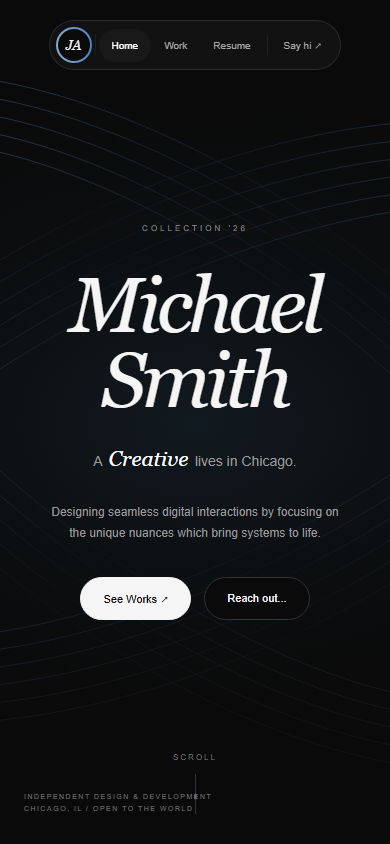 JA
Home
Work
Resume
Say hi ↗
COLLECTION '26
Michael
Smith
A Creative lives in Chicago.
Designing seamless digital interactions by focusing on
the unique nuances which bring systems to life.
See Works ↗
Reach out...
SCROLL
INDEPENDENT DESIGN & DEVELOPMENT
CHICAGO, IL / OPEN TO THE WORLD